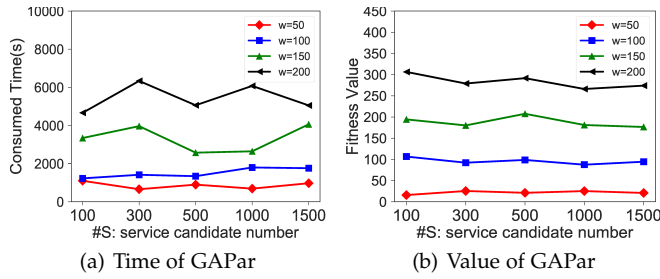 Consumed Time(s)
10000
8000
6000
4000
2000
0
w=50
w=100
w=150
w=200
100 300 500 1000 1500
#S: service candidate number
(a) Time of GAPar
Fitness Value
450
400
350
300
250
200
150
100
50
0
w=50
w=100
w=150
w=200
100 300 500 1000 1500
#S: service candidate number
(b) Value of GAPar